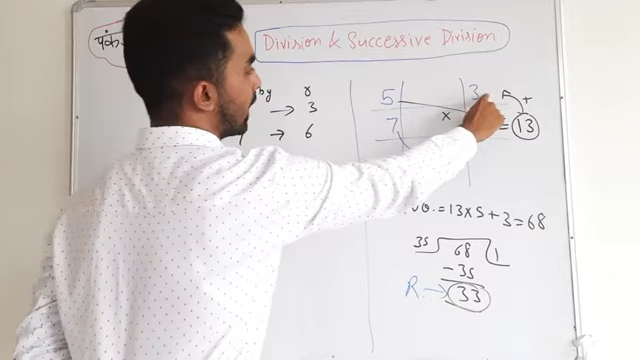 पंक
Division & Successive Division
by r
→ 3
→ 6
5 3
+
7
x
= 13
0. = 13 x 5 + 3 = 68
35 68 1
- 35
R. → 33